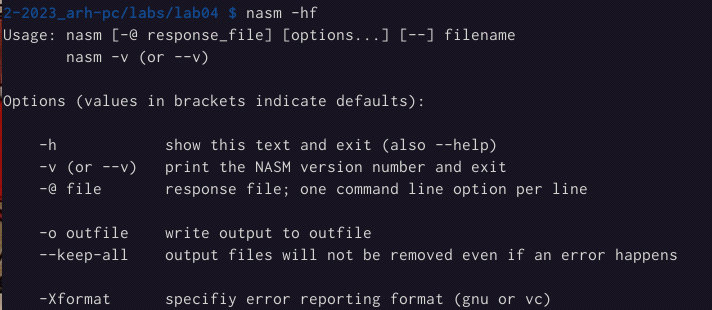 2-2023_arh-pc/labs/lab04 $ nasm -hf
Usage: nasm [-@ response_file] [options...] [--] filename
       nasm -v (or --v)

Options (values in brackets indicate defaults):

    -h            show this text and exit (also --help)
    -v (or --v)   print the NASM version number and exit
    -@ file       response file; one command line option per line

    -o outfile    write output to outfile
    --keep-all    output files will not be removed even if an error happens

    -Xformat      specifiy error reporting format (gnu or vc)